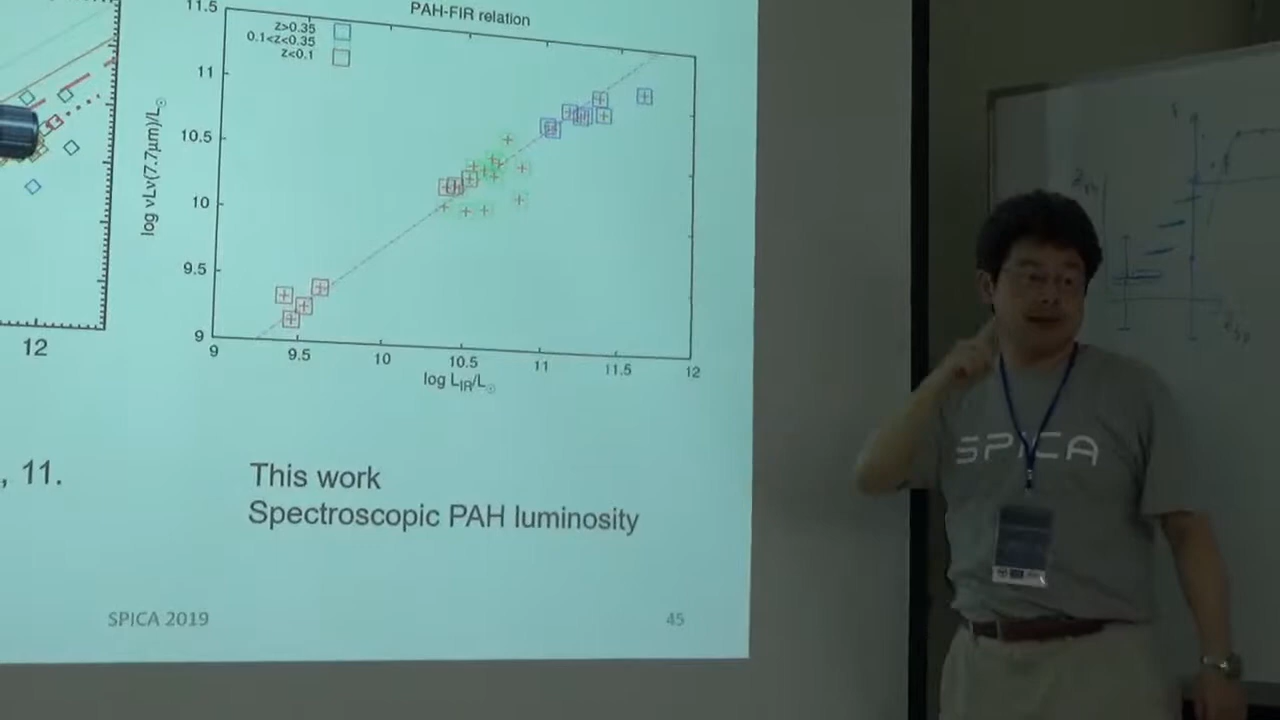 PAH-FIR relation
11.5
z>0.35
0.1<z<0.35
z<0.1
11
10.5
10
9.5
9
log νLν(7.7μm)/L☉
9
9.5
10
10.5
11
11.5
12
log LIR/L☉
12
, 11.
This work
Spectroscopic PAH luminosity
SPICA 2019
45
SPICA